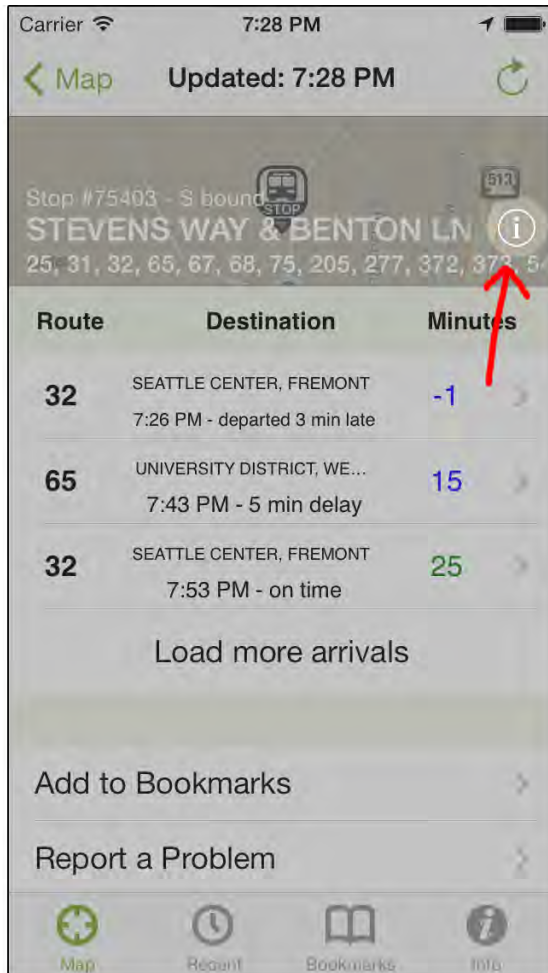 Carrier 7:28 PM
Map Updated: 7:28 PM
513
STOP
Stop #75403 - S bound
STEVENS WAY & BENTON LN i
25, 31, 32, 65, 67, 68, 75, 205, 277, 372, 373, 54
Route Destination Minutes
SEATTLE CENTER, FREMONT
32 -1
7:26 PM - departed 3 min late
UNIVERSITY DISTRICT, WE...
65 15
7:43 PM - 5 min delay
SEATTLE CENTER, FREMONT
32 25
7:53 PM - on time
Load more arrivals
Add to Bookmarks
Report a Problem
Map Recent Bookmarks Info